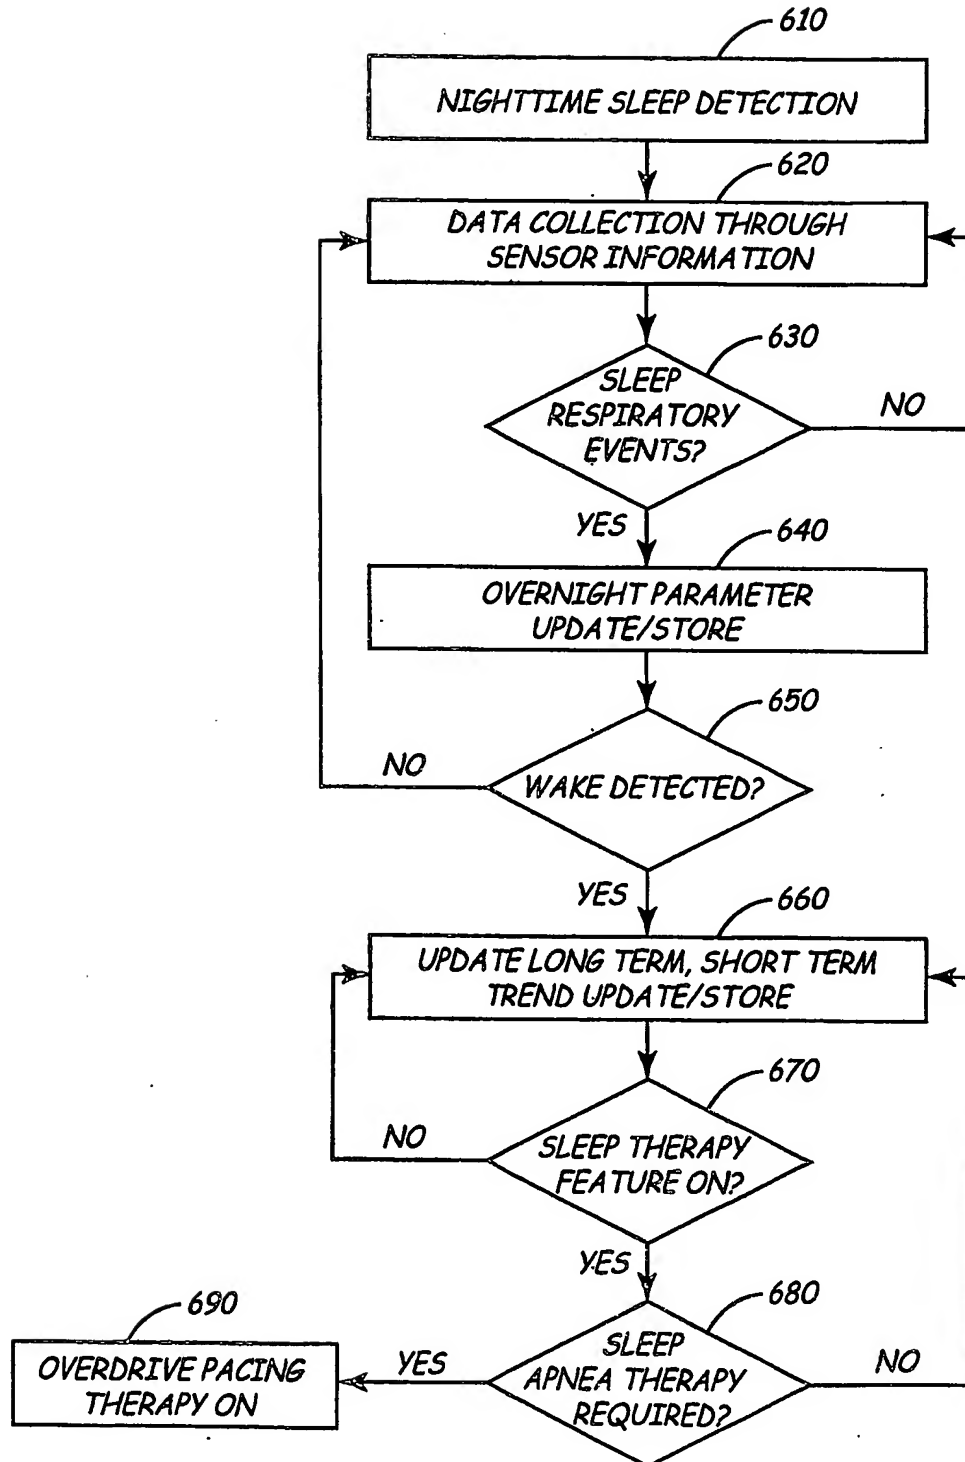 610
NIGHTTIME SLEEP DETECTION
620
DATA COLLECTION THROUGH
SENSOR INFORMATION
630
SLEEP
RESPIRATORY
EVENTS?
NO
YES
640
OVERNIGHT PARAMETER
UPDATE/STORE
650
WAKE DETECTED?
NO
YES
660
UPDATE LONG TERM, SHORT TERM
TREND UPDATE/STORE
670
SLEEP THERAPY
FEATURE ON?
NO
YES
680
SLEEP
APNEA THERAPY
REQUIRED?
NO
YES
690
OVERDRIVE PACING
THERAPY ON